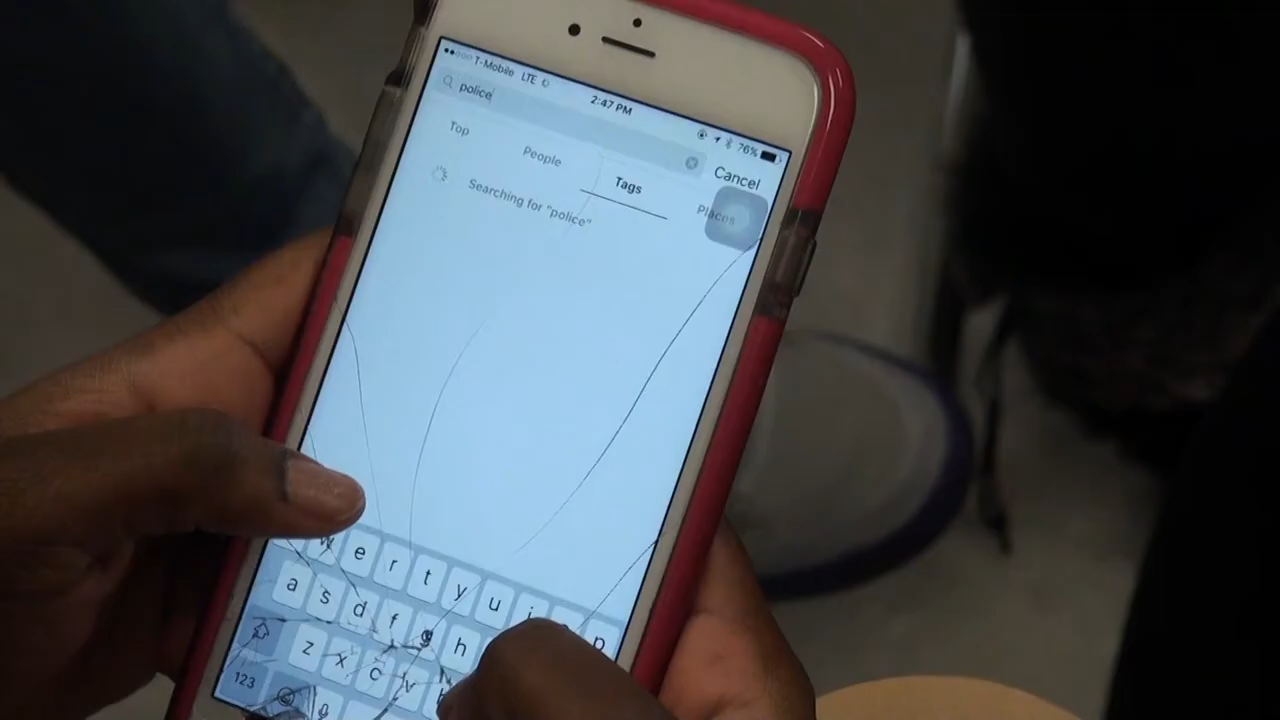 T-Mobile LTE 2:47 PM 76%
police Cancel
Top People Tags Places
Searching for "police"
w e r t y u i p
a s d f g h
z x c v
123